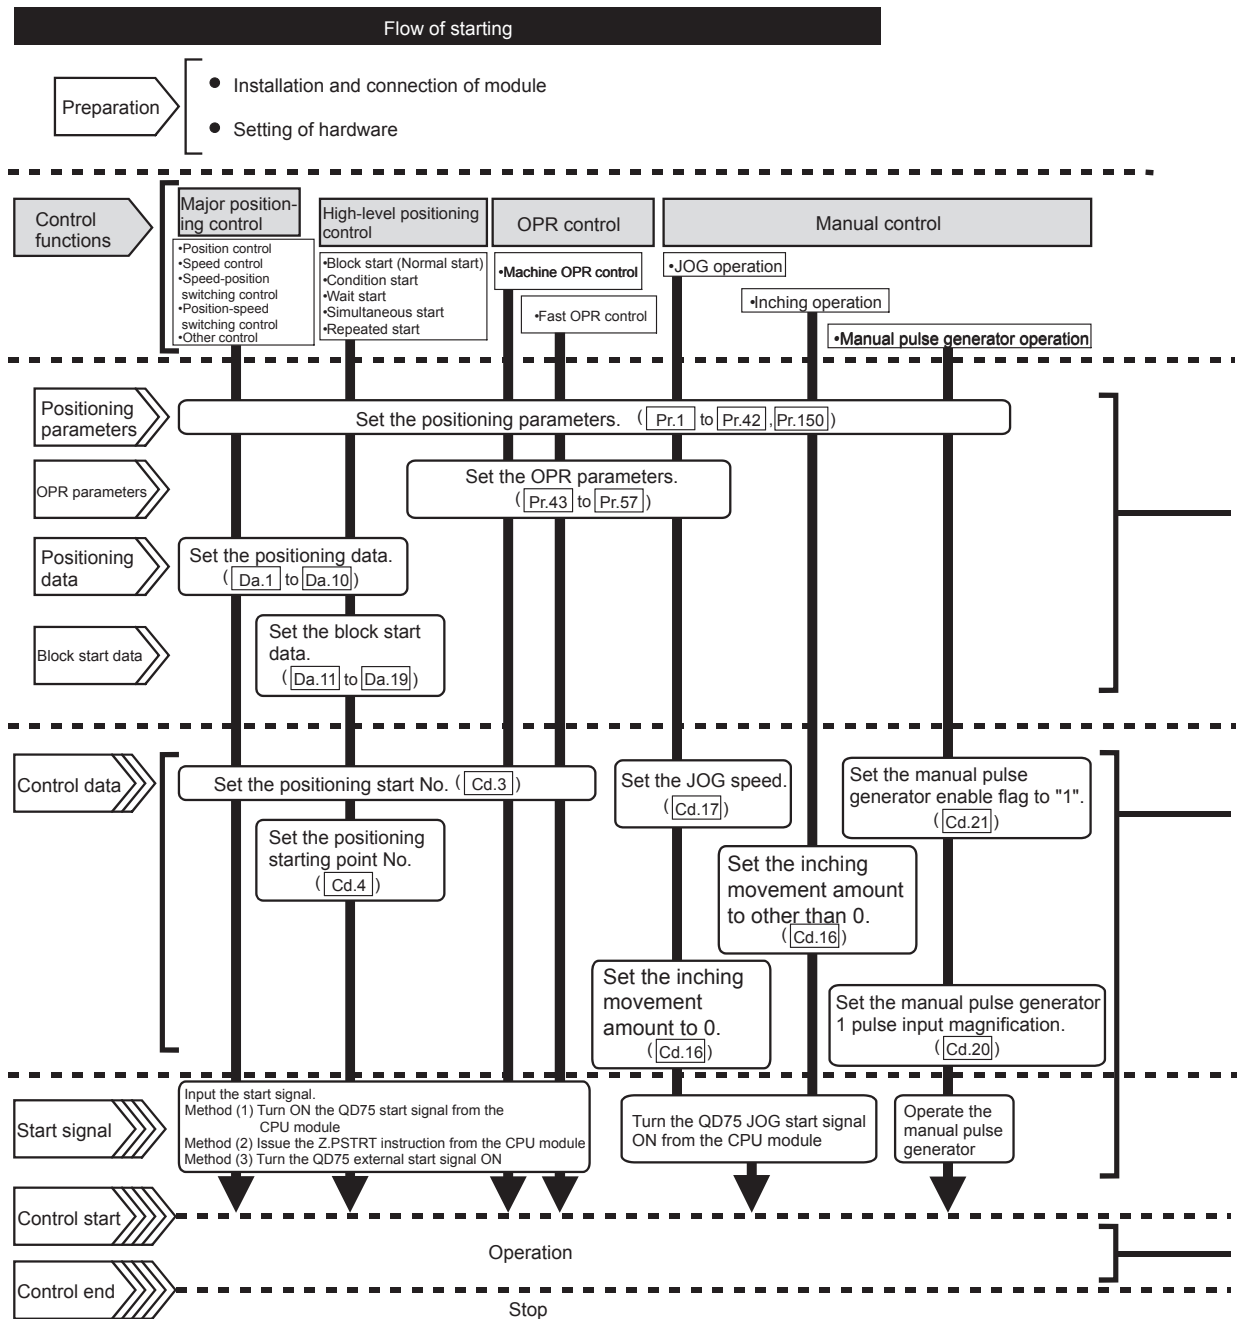 Flow of starting
Preparation
● Installation and connection of module
● Setting of hardware
Control
functions
Major position-
ing control
•Position control
•Speed control
•Speed-position
switching control
•Position-speed
switching control
•Other control
High-level positioning
control
•Block start (Normal start)
•Condition start
•Wait start
•Simultaneous start
•Repeated start
OPR control
•Machine OPR control
•Fast OPR control
Manual control
•JOG operation
•Inching operation
•Manual pulse generator operation
Positioning
parameters
Set the positioning parameters. ( Pr.1 to Pr.42 , Pr.150 )
OPR parameters
Set the OPR parameters.
( Pr.43 to Pr.57 )
Positioning
data
Set the positioning data.
( Da.1 to Da.10 )
Block start data
Set the block start
data.
( Da.11 to Da.19 )
Control data
Set the positioning start No. ( Cd.3 )
Set the positioning
starting point No.
( Cd.4 )
Set the JOG speed.
( Cd.17 )
Set the inching
movement
amount to 0.
( Cd.16 )
Set the inching
movement amount
to other than 0.
( Cd.16 )
Set the manual pulse
generator enable flag to "1".
( Cd.21 )
Set the manual pulse generator
1 pulse input magnification.
( Cd.20 )
Start signal
Input the start signal.
Method (1) Turn ON the QD75 start signal from the
CPU module
Method (2) Issue the Z.PSTRT instruction from the CPU module
Method (3) Turn the QD75 external start signal ON
Turn the QD75 JOG start signal
ON from the CPU module
Operate the
manual pulse
generator
Control start
Operation
Control end
Stop